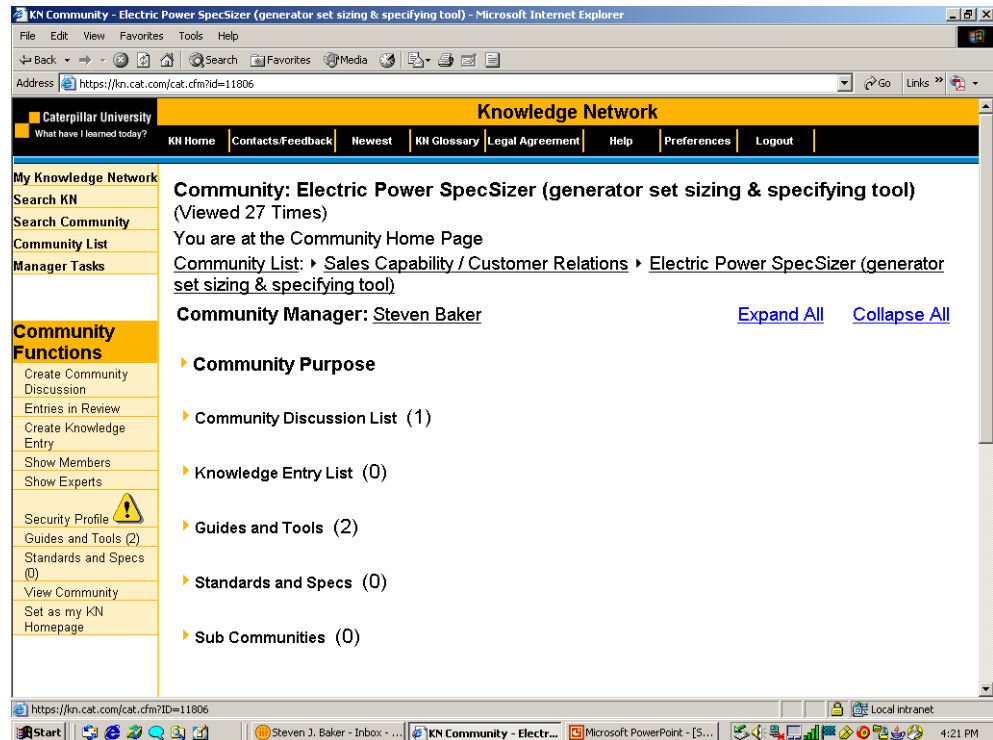 KN Community - Electric Power SpecSizer (generator set sizing & specifying tool) - Microsoft Internet Explorer
File Edit View Favorites Tools Help
Back Search Favorites Media
Address https://kn.cat.com/cat.cfm?id=11806 Go Links »
Caterpillar University
What have I learned today?
Knowledge Network
KN Home Contacts/Feedback Newest KN Glossary Legal Agreement Help Preferences Logout
My Knowledge Network
Search KN
Search Community
Community List
Manager Tasks
Community
Functions
Create Community
Discussion
Entries in Review
Create Knowledge
Entry
Show Members
Show Experts
Security Profile
Guides and Tools (2)
Standards and Specs
(0)
View Community
Set as my KN
Homepage
Community: Electric Power SpecSizer (generator set sizing & specifying tool)
(Viewed 27 Times)
You are at the Community Home Page
Community List: Sales Capability / Customer Relations Electric Power SpecSizer (generator
set sizing & specifying tool)
Community Manager: Steven Baker Expand All Collapse All
Community Purpose
Community Discussion List (1)
Knowledge Entry List (0)
Guides and Tools (2)
Standards and Specs (0)
Sub Communities (0)
https://kn.cat.com/cat.cfm?ID=11806 Local intranet
Start Steven J. Baker - Inbox - ... KN Community - Electr... Microsoft PowerPoint - [S... 4:21 PM